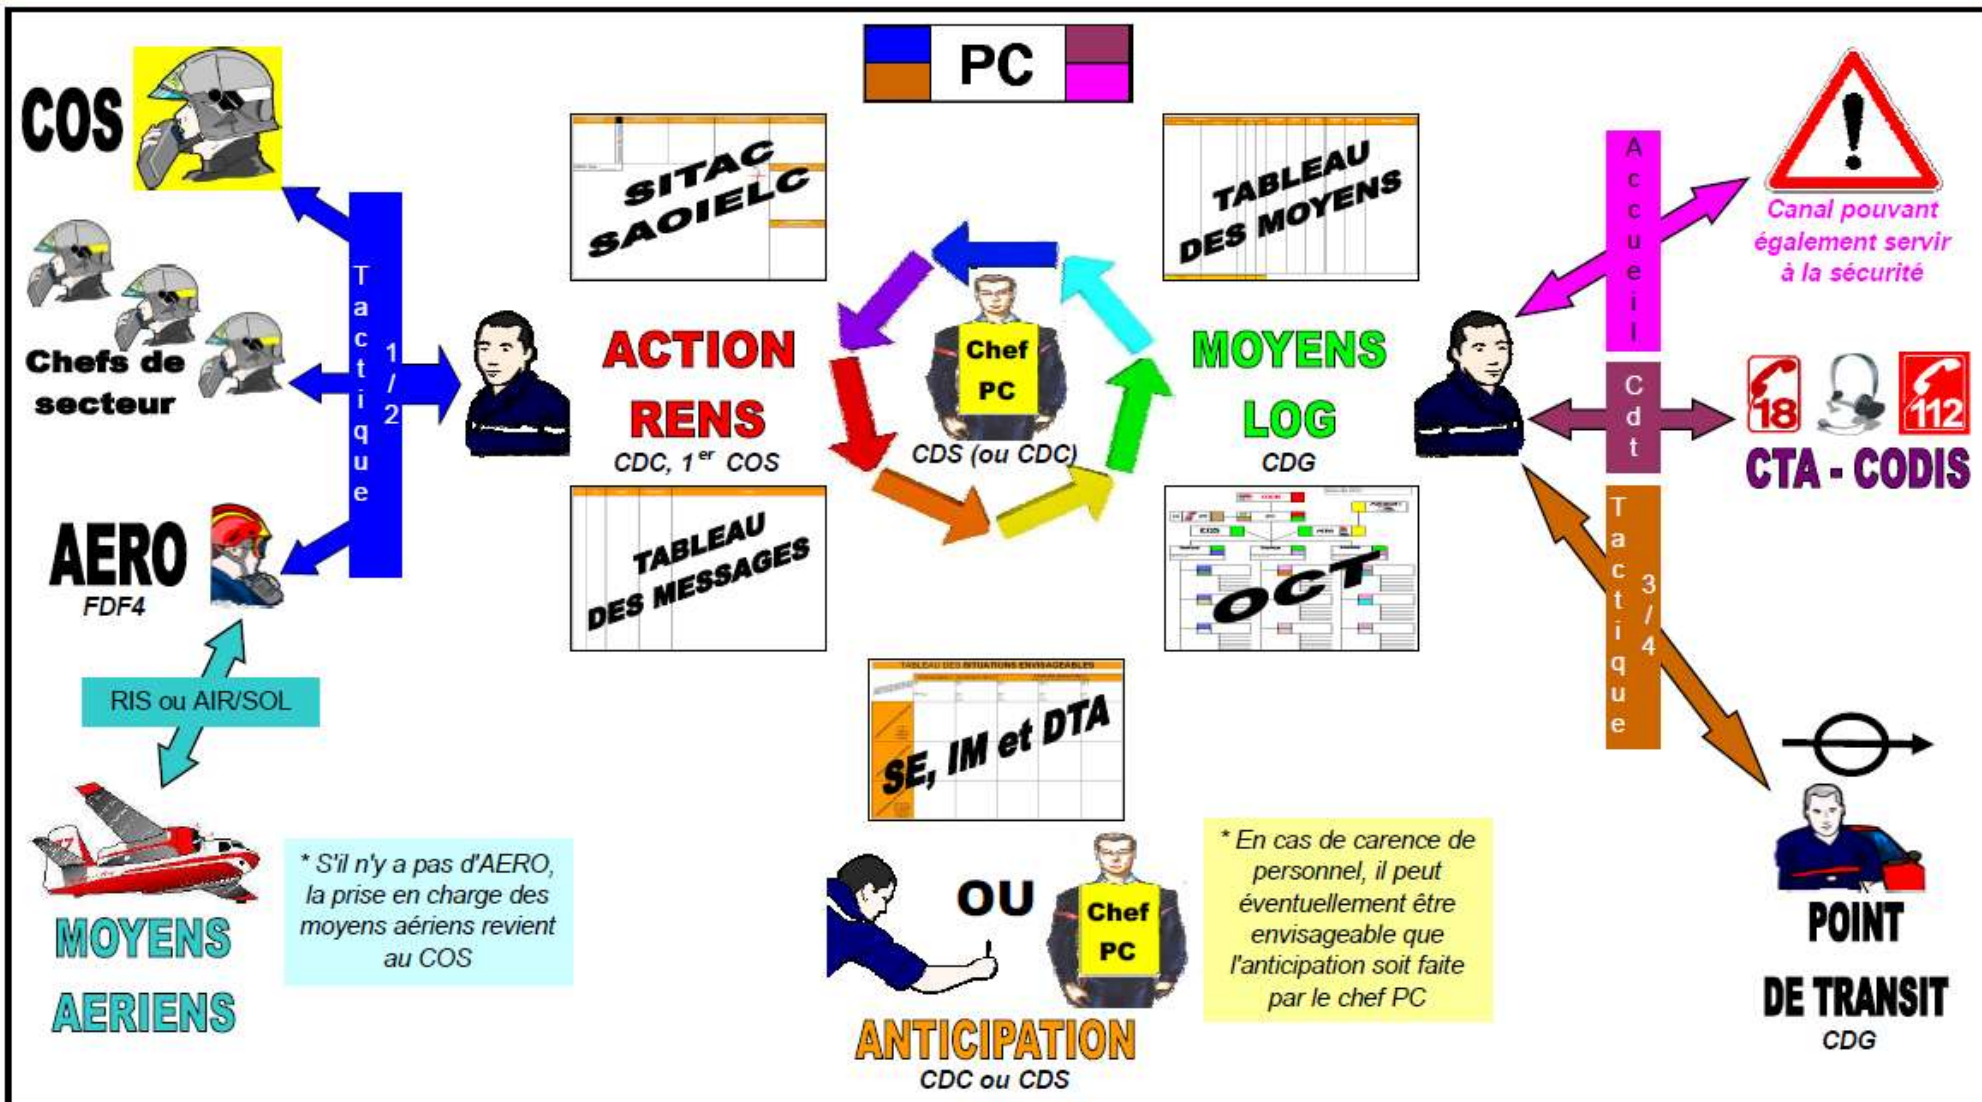 PC
COS
Chefs de
secteur
AERO
FDF4
RIS ou AIR/SOL
MOYENS
AERIENS
* S'il n'y a pas d'AERO,
la prise en charge des
moyens aériens revient
au COS
Tactique
1/2
SITAC
SAOIELC
ACTION
RENS
CDC, 1er COS
TABLEAU
DES MESSAGES
Chef
PC
CDS (ou CDC)
TABLEAU
DES MOYENS
MOYENS
LOG
CDG
OCT
TABLEAU DES SITUATIONS ENVISAGEABLES
SE, IM et DTA
OU
Chef
PC
ANTICIPATION
CDC ou CDS
* En cas de carence de
personnel, il peut
éventuellement être
envisageable que
l'anticipation soit faite
par le chef PC
Accueil
Canal pouvant
également servir
à la sécurité
Cdt
18
112
CTA - CODIS
Tactique
3/4
POINT
DE TRANSIT
CDG